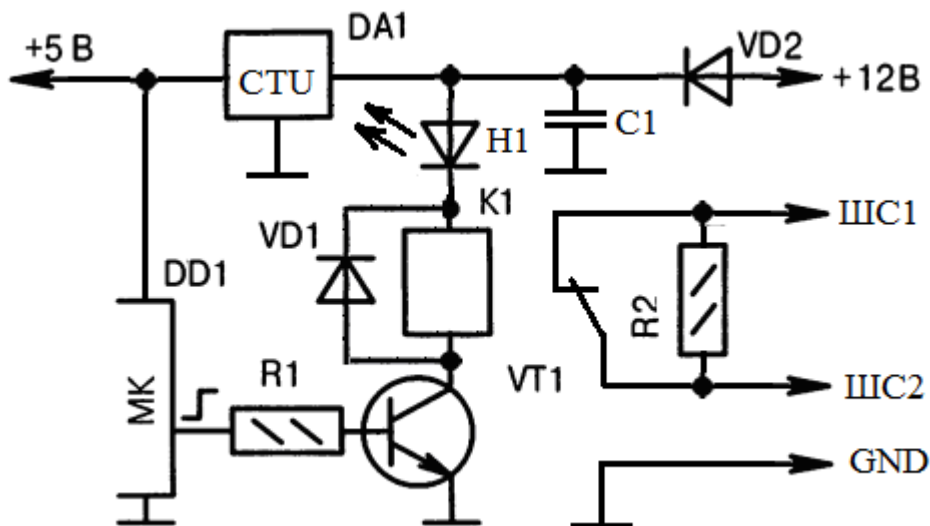 DA1
VD2
+5 В
CTU
+12В
H1
C1
K1
ШС1
VD1
DD1
R2
R1
VT1
МК
ШС2
GND